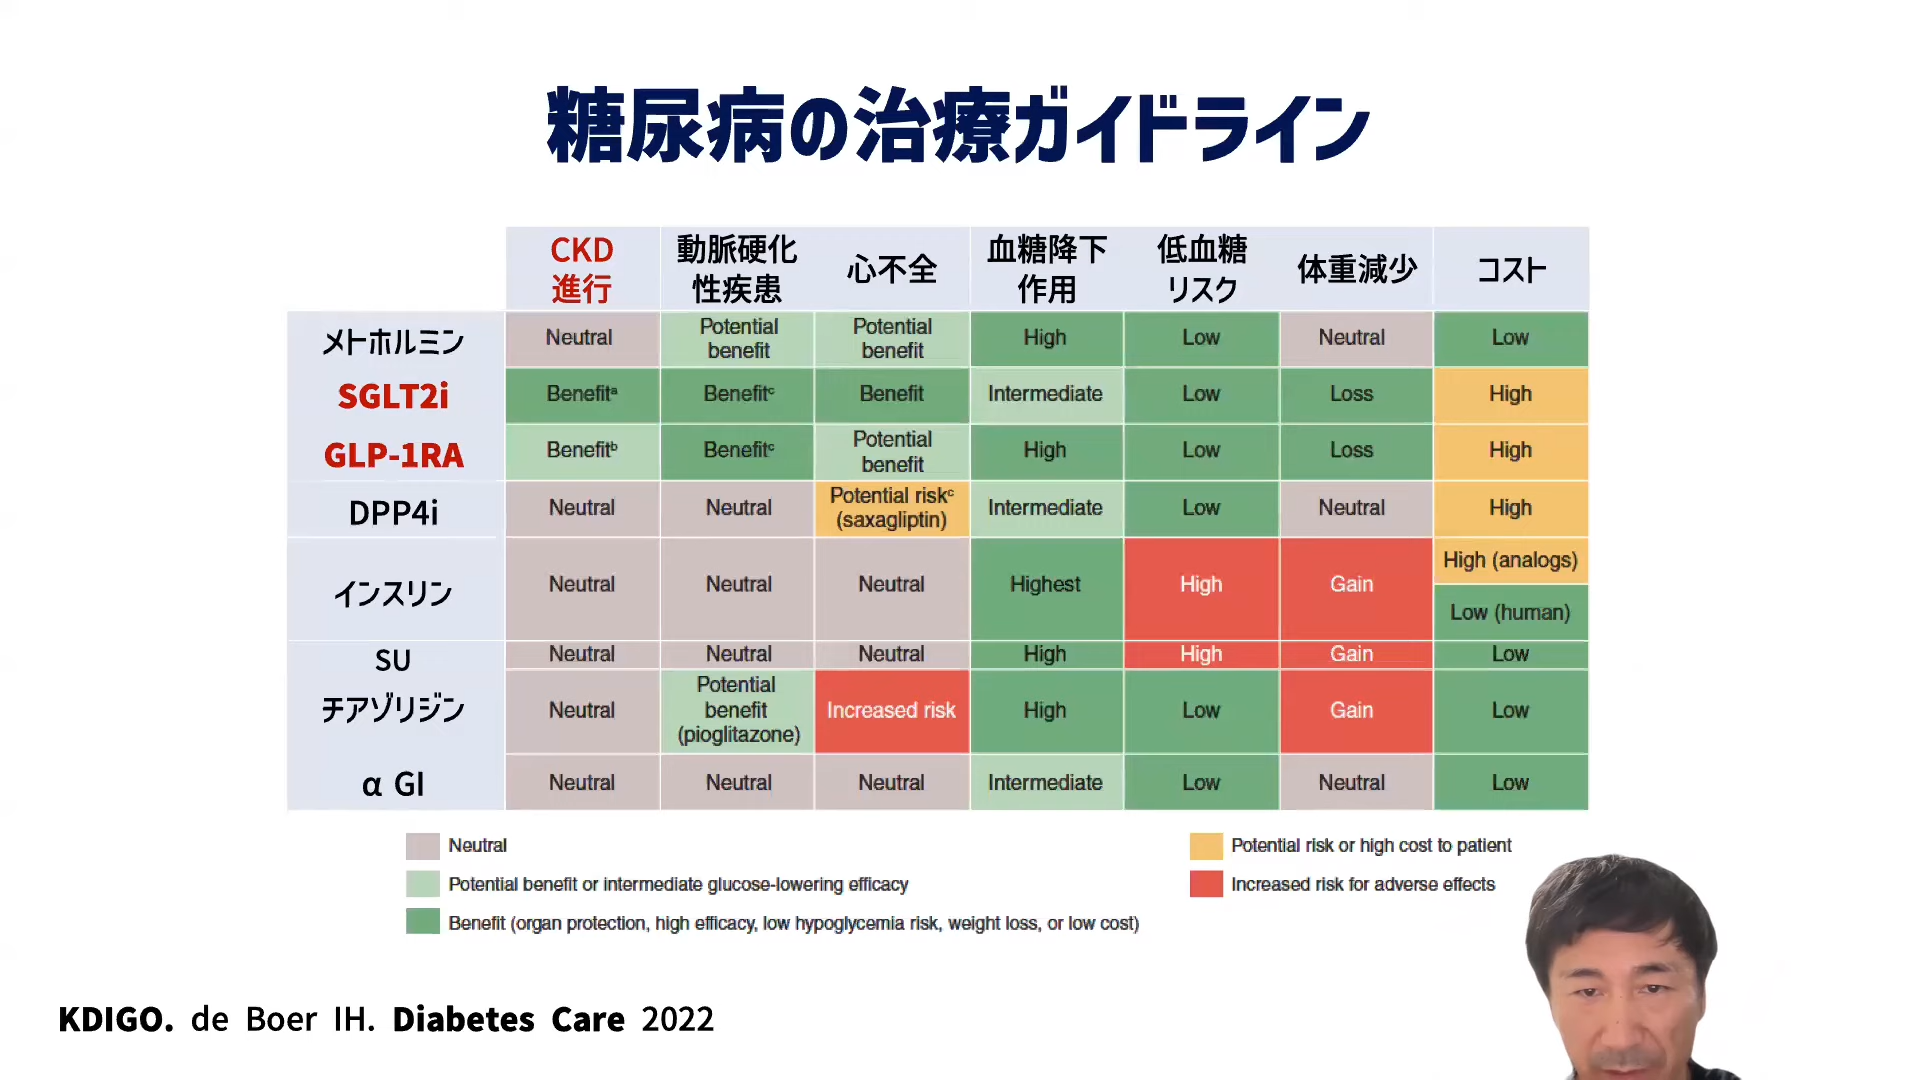 糖尿病の治療ガイドライン
CKD
進行
動脈硬化
性疾患
心不全
血糖降下
作用
低血糖
リスク
体重減少
コスト
メトホルミン
Neutral
Potential
benefit
Potential
benefit
High
Low
Neutral
Low
SGLT2i
Benefitᵃ
Benefitᶜ
Benefit
Intermediate
Low
Loss
High
GLP-1RA
Benefitᵇ
Benefitᶜ
Potential
benefit
High
Low
Loss
High
DPP4i
Neutral
Neutral
Potential riskᶜ
(saxagliptin)
Intermediate
Low
Neutral
High
インスリン
Neutral
Neutral
Neutral
Highest
High
Gain
High (analogs)
Low (human)
SU
Neutral
Neutral
Neutral
High
High
Gain
Low
チアゾリジン
Neutral
Potential
benefit
(pioglitazone)
Increased risk
High
Low
Gain
Low
α GI
Neutral
Neutral
Neutral
Intermediate
Low
Neutral
Low
Neutral
Potential benefit or intermediate glucose-lowering efficacy
Benefit (organ protection, high efficacy, low hypoglycemia risk, weight loss, or low cost)
Potential risk or high cost to patient
Increased risk for adverse effects
KDIGO. de Boer IH. Diabetes Care 2022